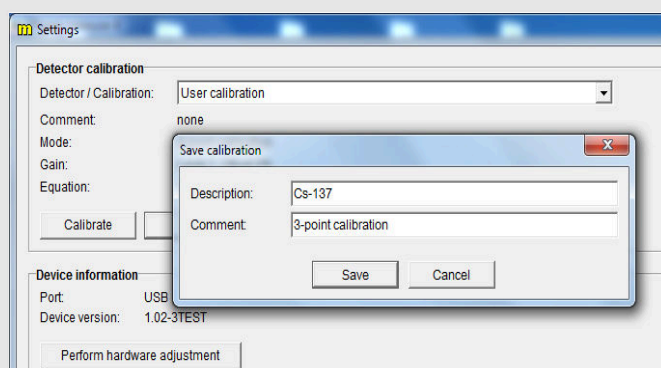 m Settings
Detector calibration
Detector / Calibration: User calibration
Comment: none
Mode:
Gain:
Equation:
Save calibration
Description: Cs-137
Comment: 3-point calibration
Save Cancel
Calibrate
Device information
Port: USB
Device version: 1.02-3TEST
Perform hardware adjustment